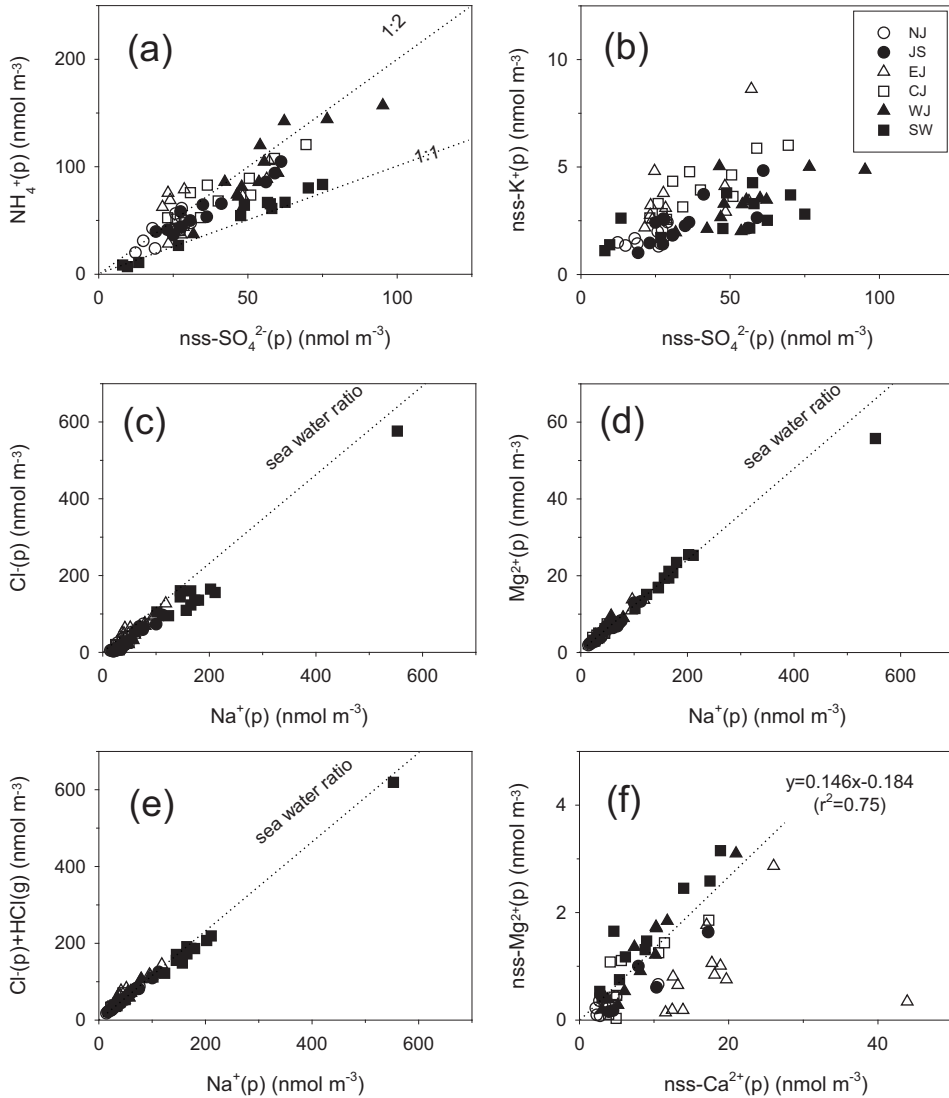 (a)
1:2
1:1
NH₄⁺(p) (nmol m⁻³)
200
100
0
0
50
100
nss-SO₄²⁻(p) (nmol m⁻³)
(b)
NJ
JS
EJ
CJ
WJ
SW
nss-K⁺(p) (nmol m⁻³)
10
5
0
0
50
100
nss-SO₄²⁻(p) (nmol m⁻³)
(c)
sea water ratio
Cl-(p) (nmol m⁻³)
600
400
200
0
0
200
400
600
Na⁺(p) (nmol m⁻³)
(d)
sea water ratio
Mg²⁺(p) (nmol m⁻³)
60
40
20
0
0
200
400
600
Na⁺(p) (nmol m⁻³)
(e)
sea water ratio
Cl-(p)+HCl(g) (nmol m⁻³)
600
400
200
0
0
200
400
600
Na⁺(p) (nmol m⁻³)
(f)
y=0.146x-0.184
(r²=0.75)
nss-Mg²⁺(p) (nmol m⁻³)
4
2
0
0
20
40
nss-Ca²⁺(p) (nmol m⁻³)